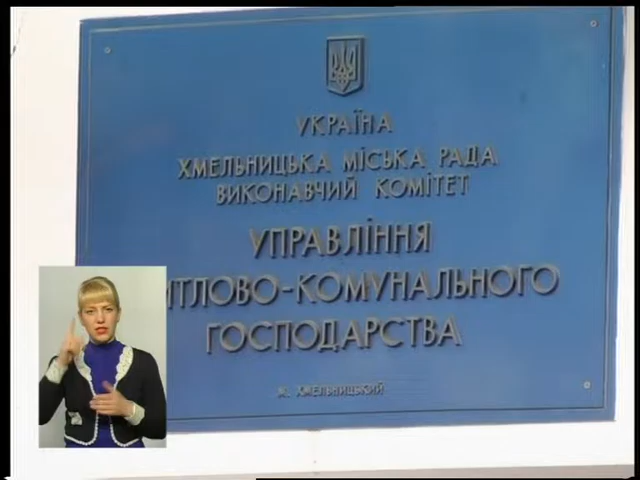 УКРАЇНА
ХМЕЛЬНИЦЬКА МІСЬКА РАДА
ВИКОНАВЧИЙ КОМІТЕТ
УПРАВЛІННЯ
ИТЛОВО-КОМУНАЛЬНОГО
ГОСПОДАРСТВА
м. ХМЕЛЬНИЦЬКИЙ